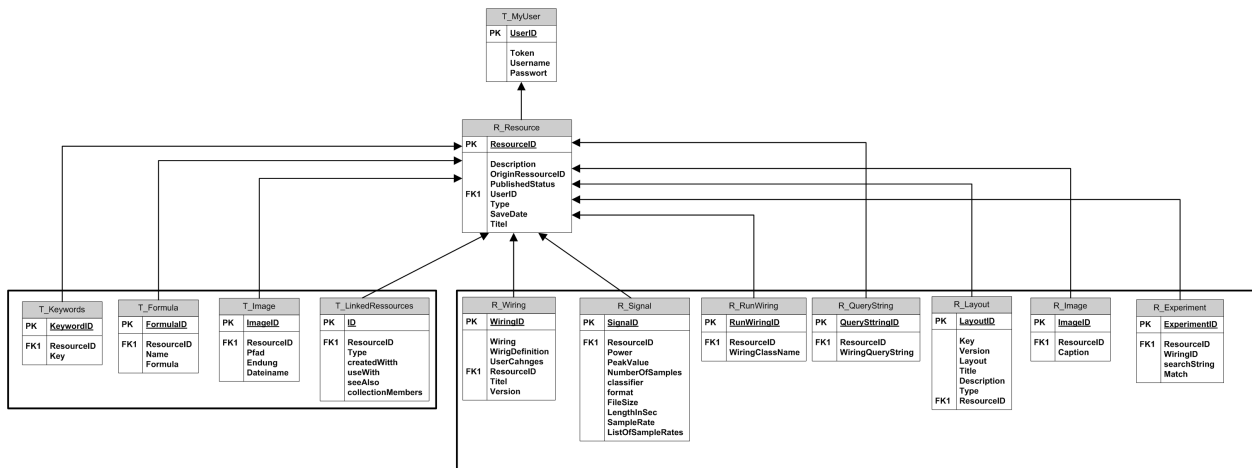 T_MyUser
PK UserID
Token
Username
Passwort
R_Resource
PK ResourceID
Description
OriginRessourceID
PublishedStatus
FK1 UserID
Type
SaveDate
Titel
T_Keywords
PK KeywordID
FK1 ResourceID
Key
T_Formula
PK FormulaID
FK1 ResourceID
Name
Formula
T_Image
PK ImageID
FK1 ResourceID
Pfad
Endung
Dateiname
T_LinkedRessources
PK ID
FK1 ResourceID
Type
createdWitth
useWith
seeAlso
collectionMembers
R_Wiring
PK WiringID
Wiring
WirigDefinition
UserCahnges
FK1 ResourceID
Titel
Version
R_Signal
PK SignalID
FK1 ResourceID
Power
PeakValue
NumberOfSamples
classifier
format
FileSize
LengthInSec
SampleRate
ListOfSampleRates
R_RunWiring
PK RunWiringID
FK1 ResourceID
WiringClassName
R_QueryString
PK QuerySttringID
FK1 ResourceID
WiringQueryString
R_Layout
PK LayoutID
Key
Version
Layout
Title
Description
Type
FK1 ResourceID
R_Image
PK ImageID
FK1 ResourceID
Caption
R_Experiment
PK ExperimentID
FK1 ResourceID
WiringID
searchString
Match